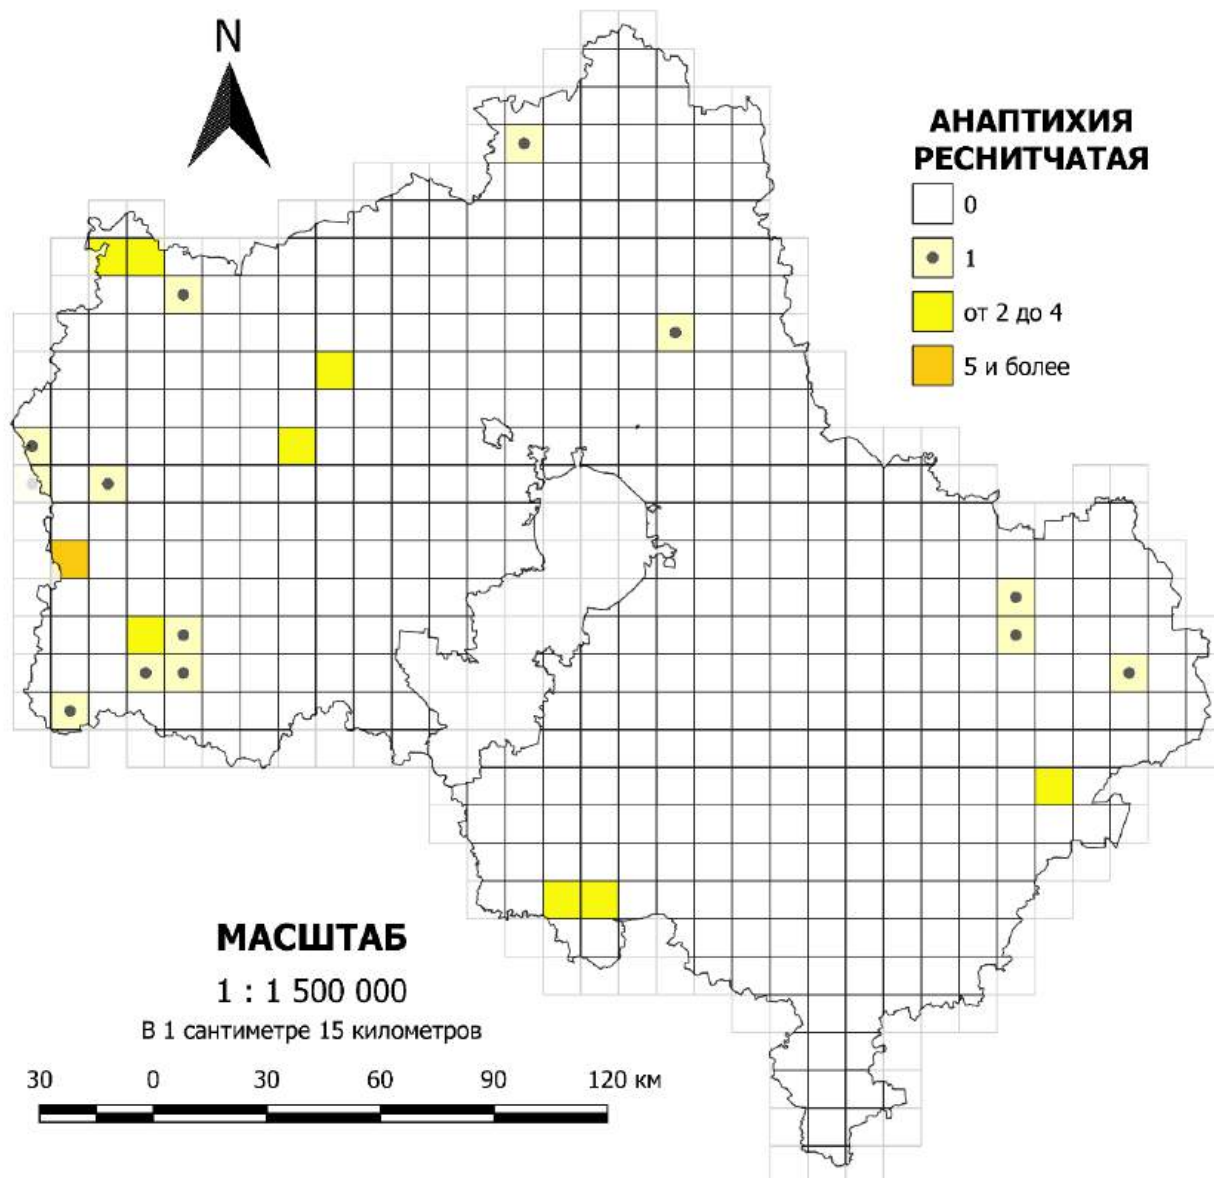 N
АНАПТИХИЯ
РЕСНИТЧАТАЯ
0
1
от 2 до 4
5 и более
МАСШТАБ
1 : 1 500 000
В 1 сантиметре 15 километров
30 0 30 60 90 120 км